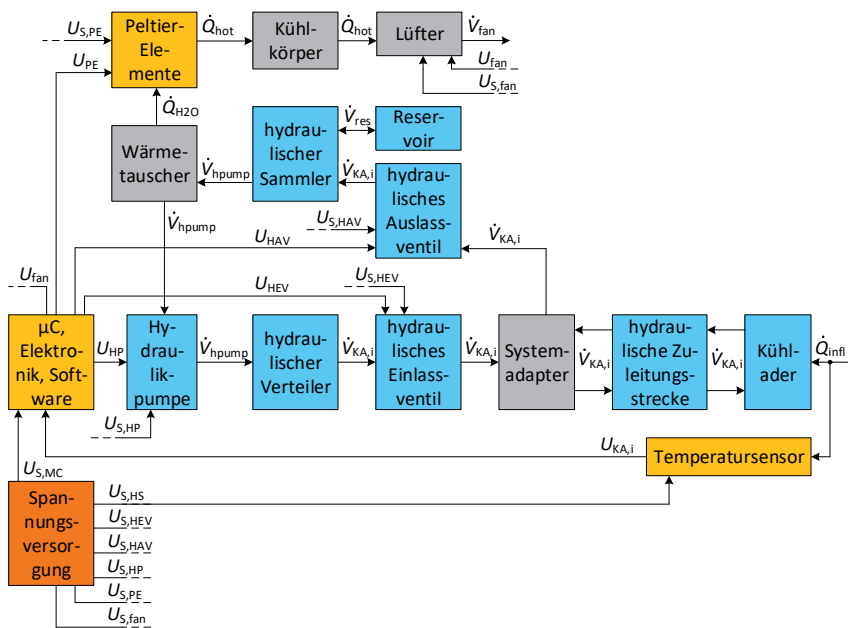 U_S,PE
Peltier-
Ele-
mente
Q̇_hot
Kühl-
körper
Q̇_hot
Lüfter
V̇_fan
U_PE
U_fan
U_S,fan
Q̇_H2O
Wärme-
tauscher
V̇_hpump
hydrau-
lischer
Sammler
V̇_res
Reser-
voir
V̇_KA,i
hydrau-
lisches
Auslass-
ventil
U_S,HAV
V̇_hpump
U_HAV
V̇_KA,i
U_fan
U_HEV
U_S,HEV
µC,
Elektro-
nik, Soft-
ware
U_HP
Hy-
drau-
lik-
pumpe
V̇_hpump
hydrau-
lischer
Verteiler
V̇_KA,i
hydrau-
lisches
Einlass-
ventil
V̇_KA,i
System-
adapter
V̇_KA,i
hydrau-
lische Zu-
leitungs-
strecke
V̇_KA,i
Kühl-
ader
Q̇_infl
U_S,HP
U_KA,i
Temperatursensor
U_S,MC
Span-
nungs-
versor-
gung
U_S,HS
U_S,HEV
U_S,HAV
U_S,HP
U_S,PE
U_S,fan